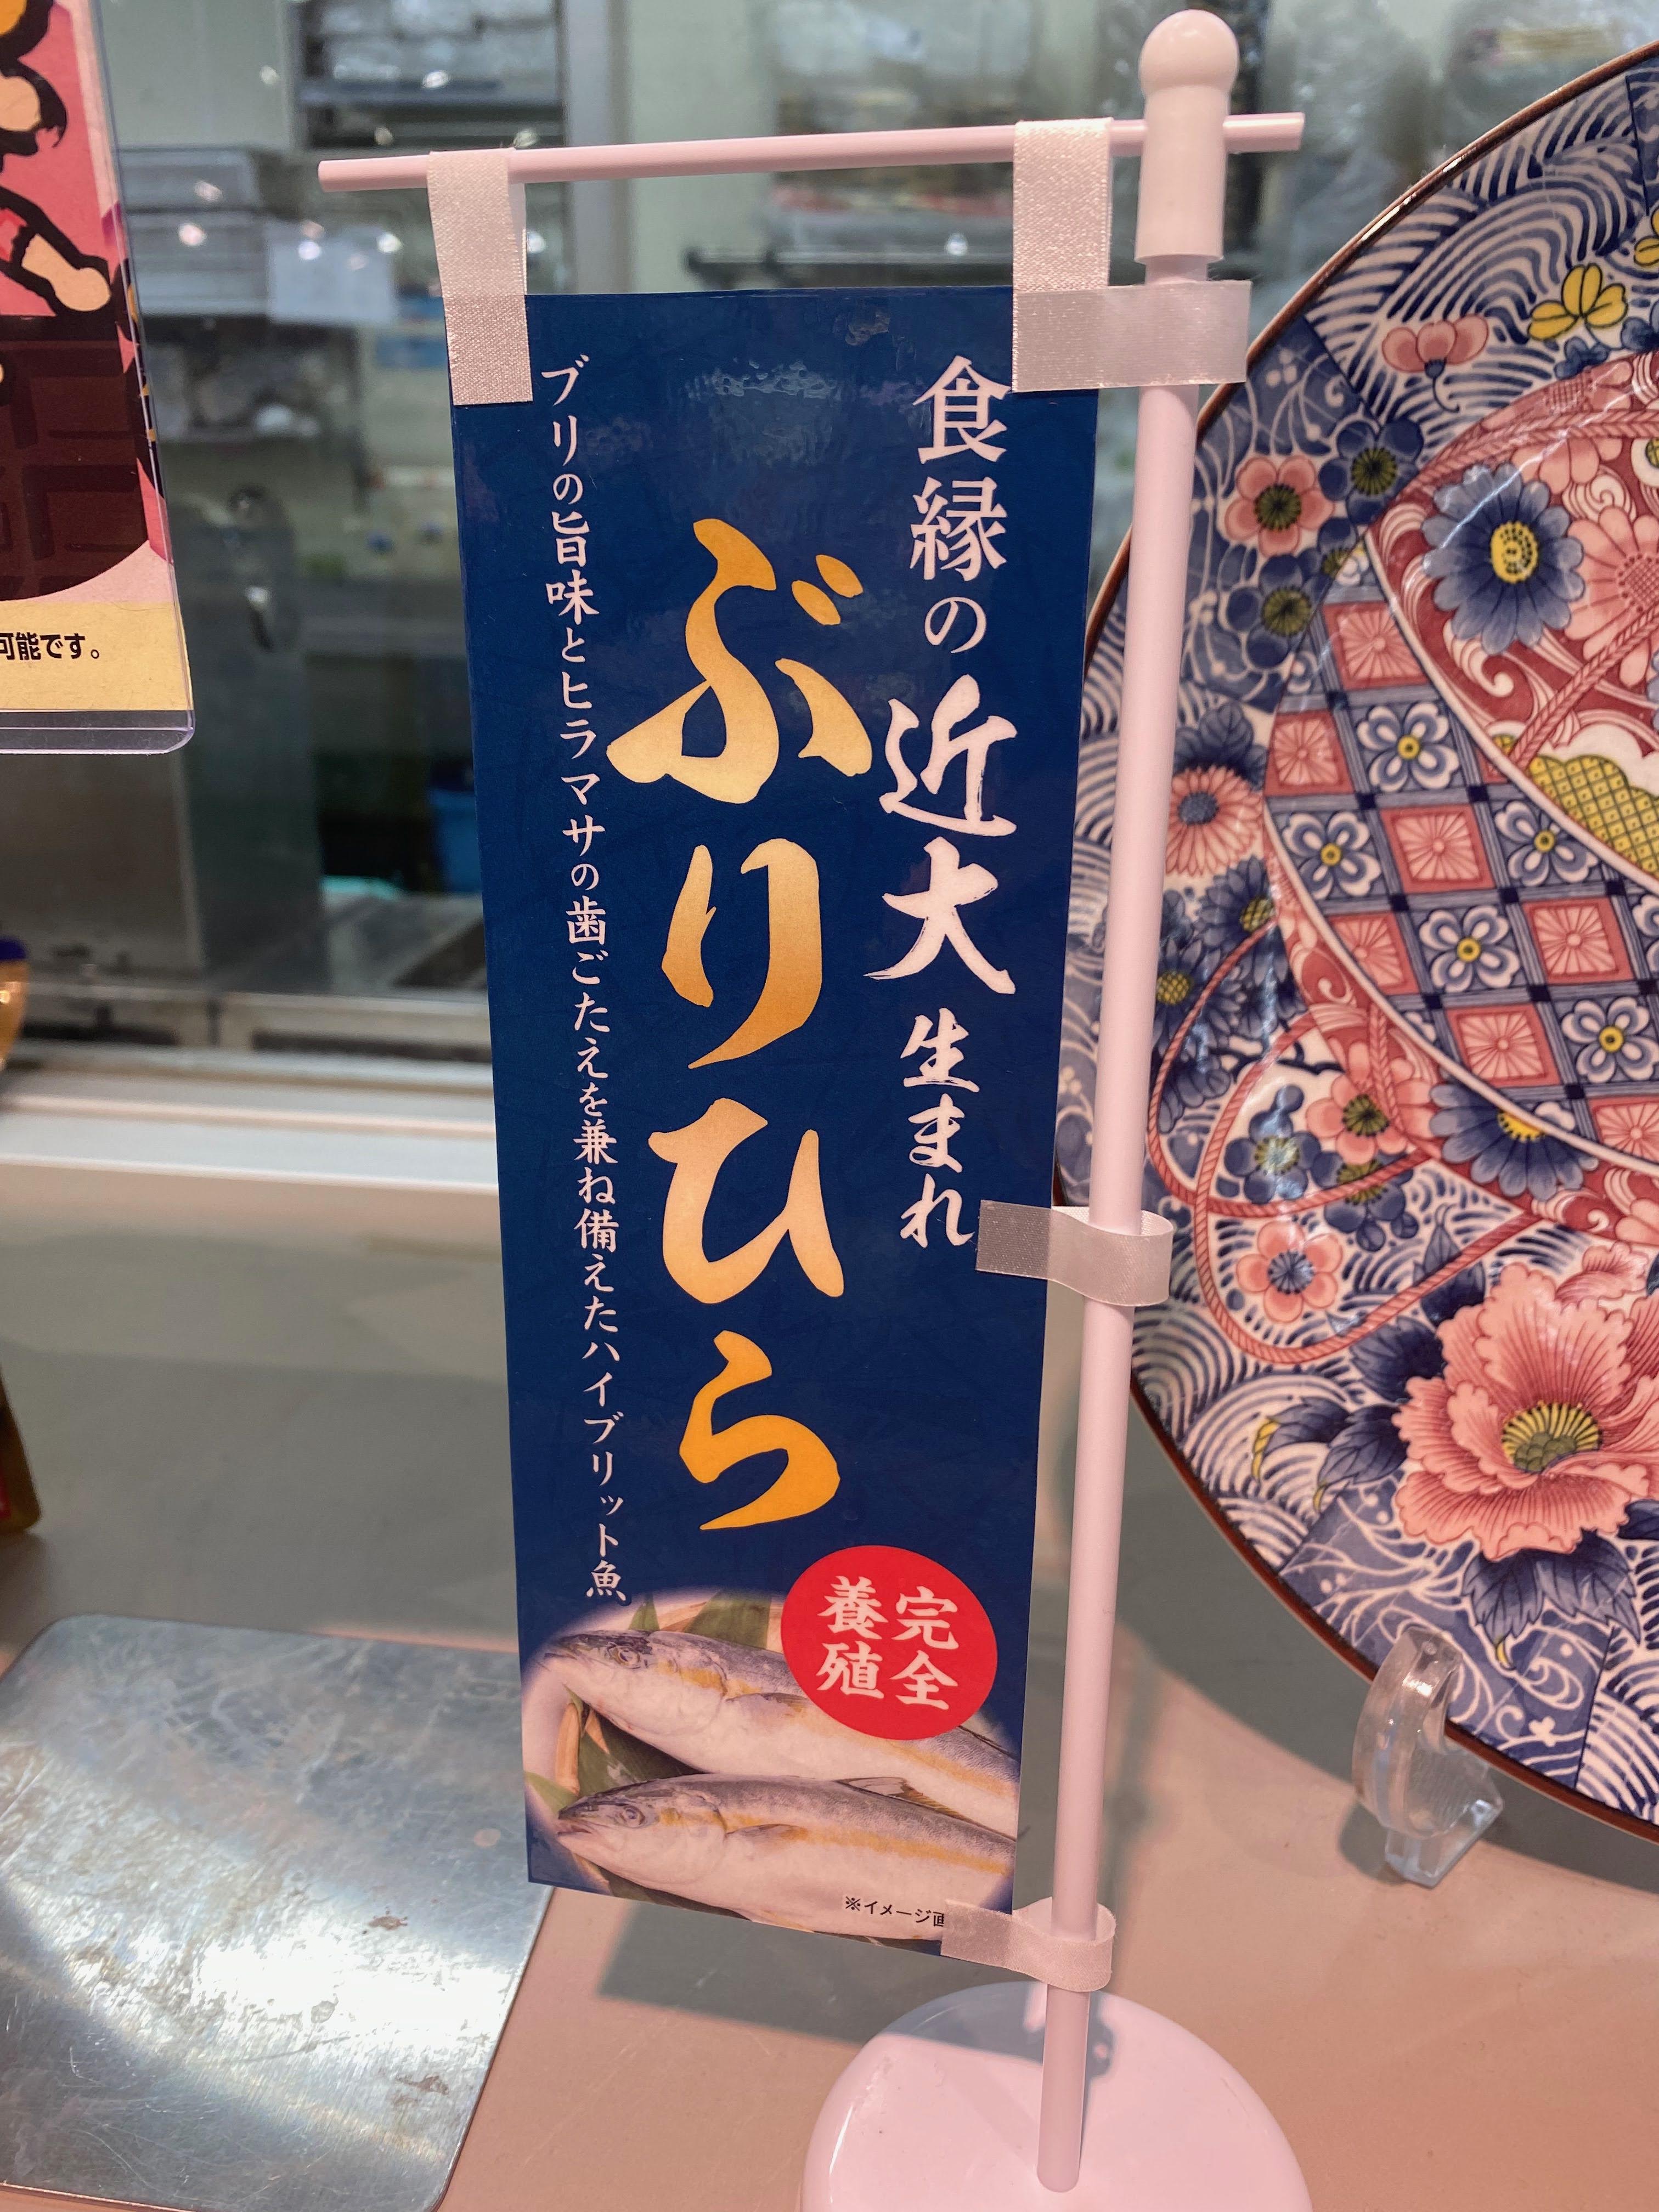 食縁の近大生まれ
ぶりひら
ブリの旨味とヒラマサの歯ごたえを兼ね備えたハイブリット魚
完全
養殖
※イメージ画
可能です。